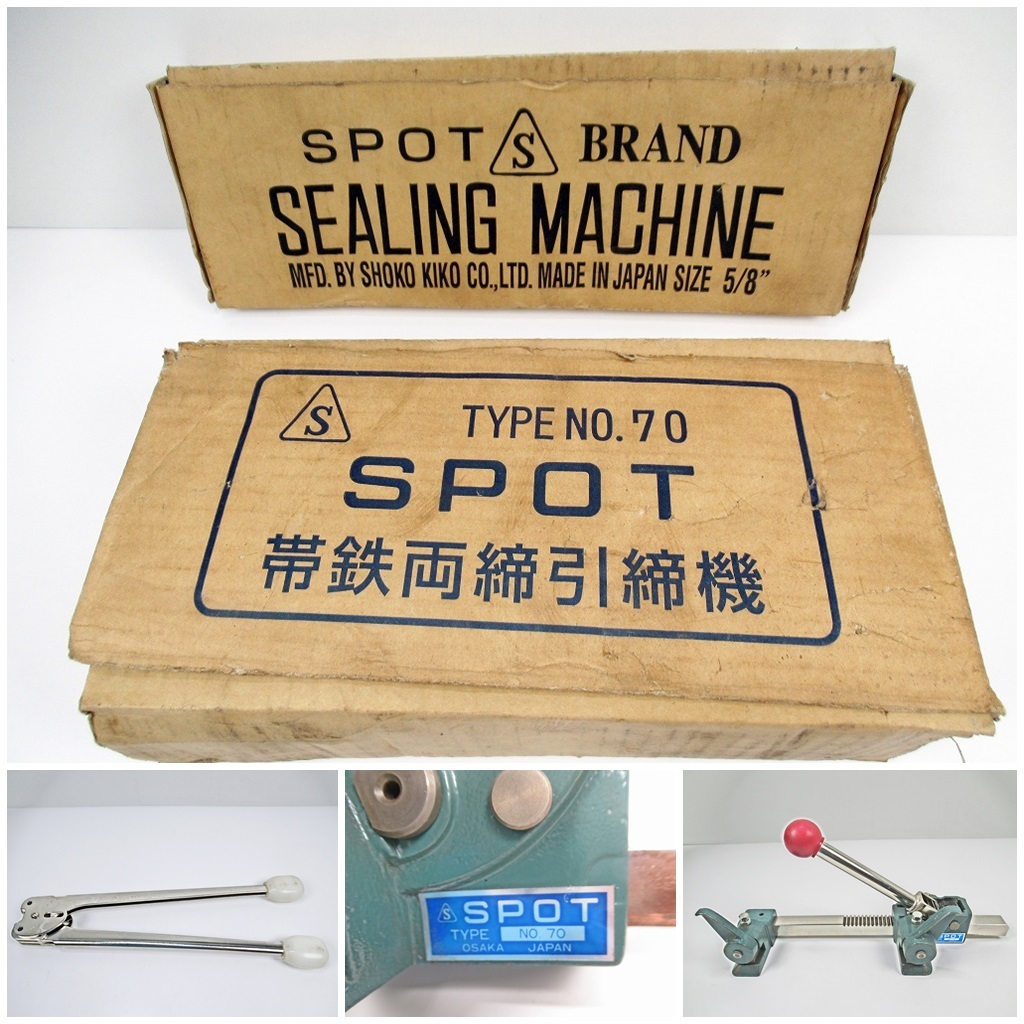 SPOT S BRAND
SEALING MACHINE
MFD. BY SHOKO KIKO CO.,LTD. MADE IN JAPAN SIZE 5/8”
S TYPE NO. 70
SPOT
帯鉄両締引締機
S SPOT
TYPE NO. 70
OSAKA JAPAN